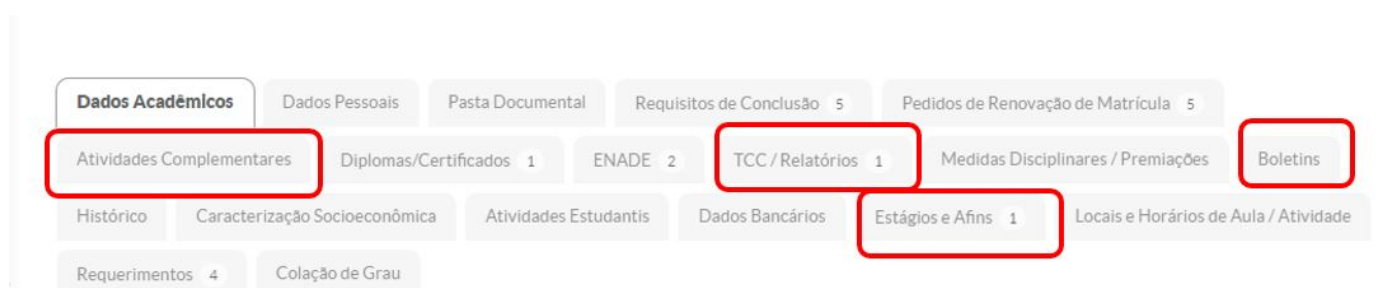 Dados Acadêmicos Dados Pessoais Pasta Documental Requisitos de Conclusão 5 Pedidos de Renovação de Matrícula 5
Atividades Complementares Diplomas/Certificados 1 ENADE 2 TCC / Relatórios 1 Medidas Disciplinares / Premiações Boletins
Histórico Caracterização Socioeconômica Atividades Estudantis Dados Bancários Estágios e Afins 1 Locais e Horários de Aula / Atividade
Requerimentos 4 Colação de Grau